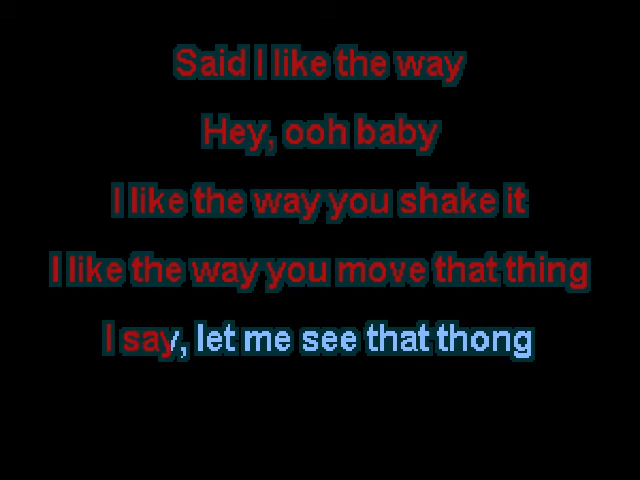 Said I like the way
Hey, ooh baby
I like the way you shake it
I like the way you move that thing
I say, let me see that thong